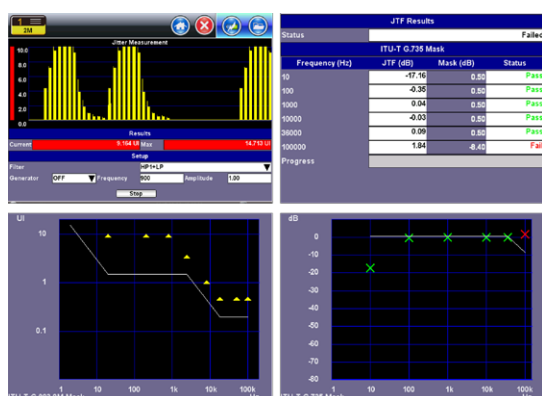 1
2M
Jitter Measurement
10.0
8.0
6.0
4.0
2.0
0.0
Results
Current 9.164 UI Max 14.713 UI
Setup
Filter HP1+LP
Generator OFF Frequency 900 Amplitude 1.00
Stop
JTF Results
Status Failed
ITU-T G.735 Mask
Frequency (Hz) JTF (dB) Mask (dB) Status
10 -17.16 0.50 Pass
100 -0.35 0.50 Pass
1000 0.04 0.50 Pass
10000 -0.03 0.50 Pass
36000 0.09 0.50 Pass
100000 1.84 -8.40 Fail
Progress
UI
10
1
0.1
1 10 100 1k 10k 100k
dB
0
-10
-20
-30
-40
-50
-60
-70
-80
1 10 100 1k 10k 100k